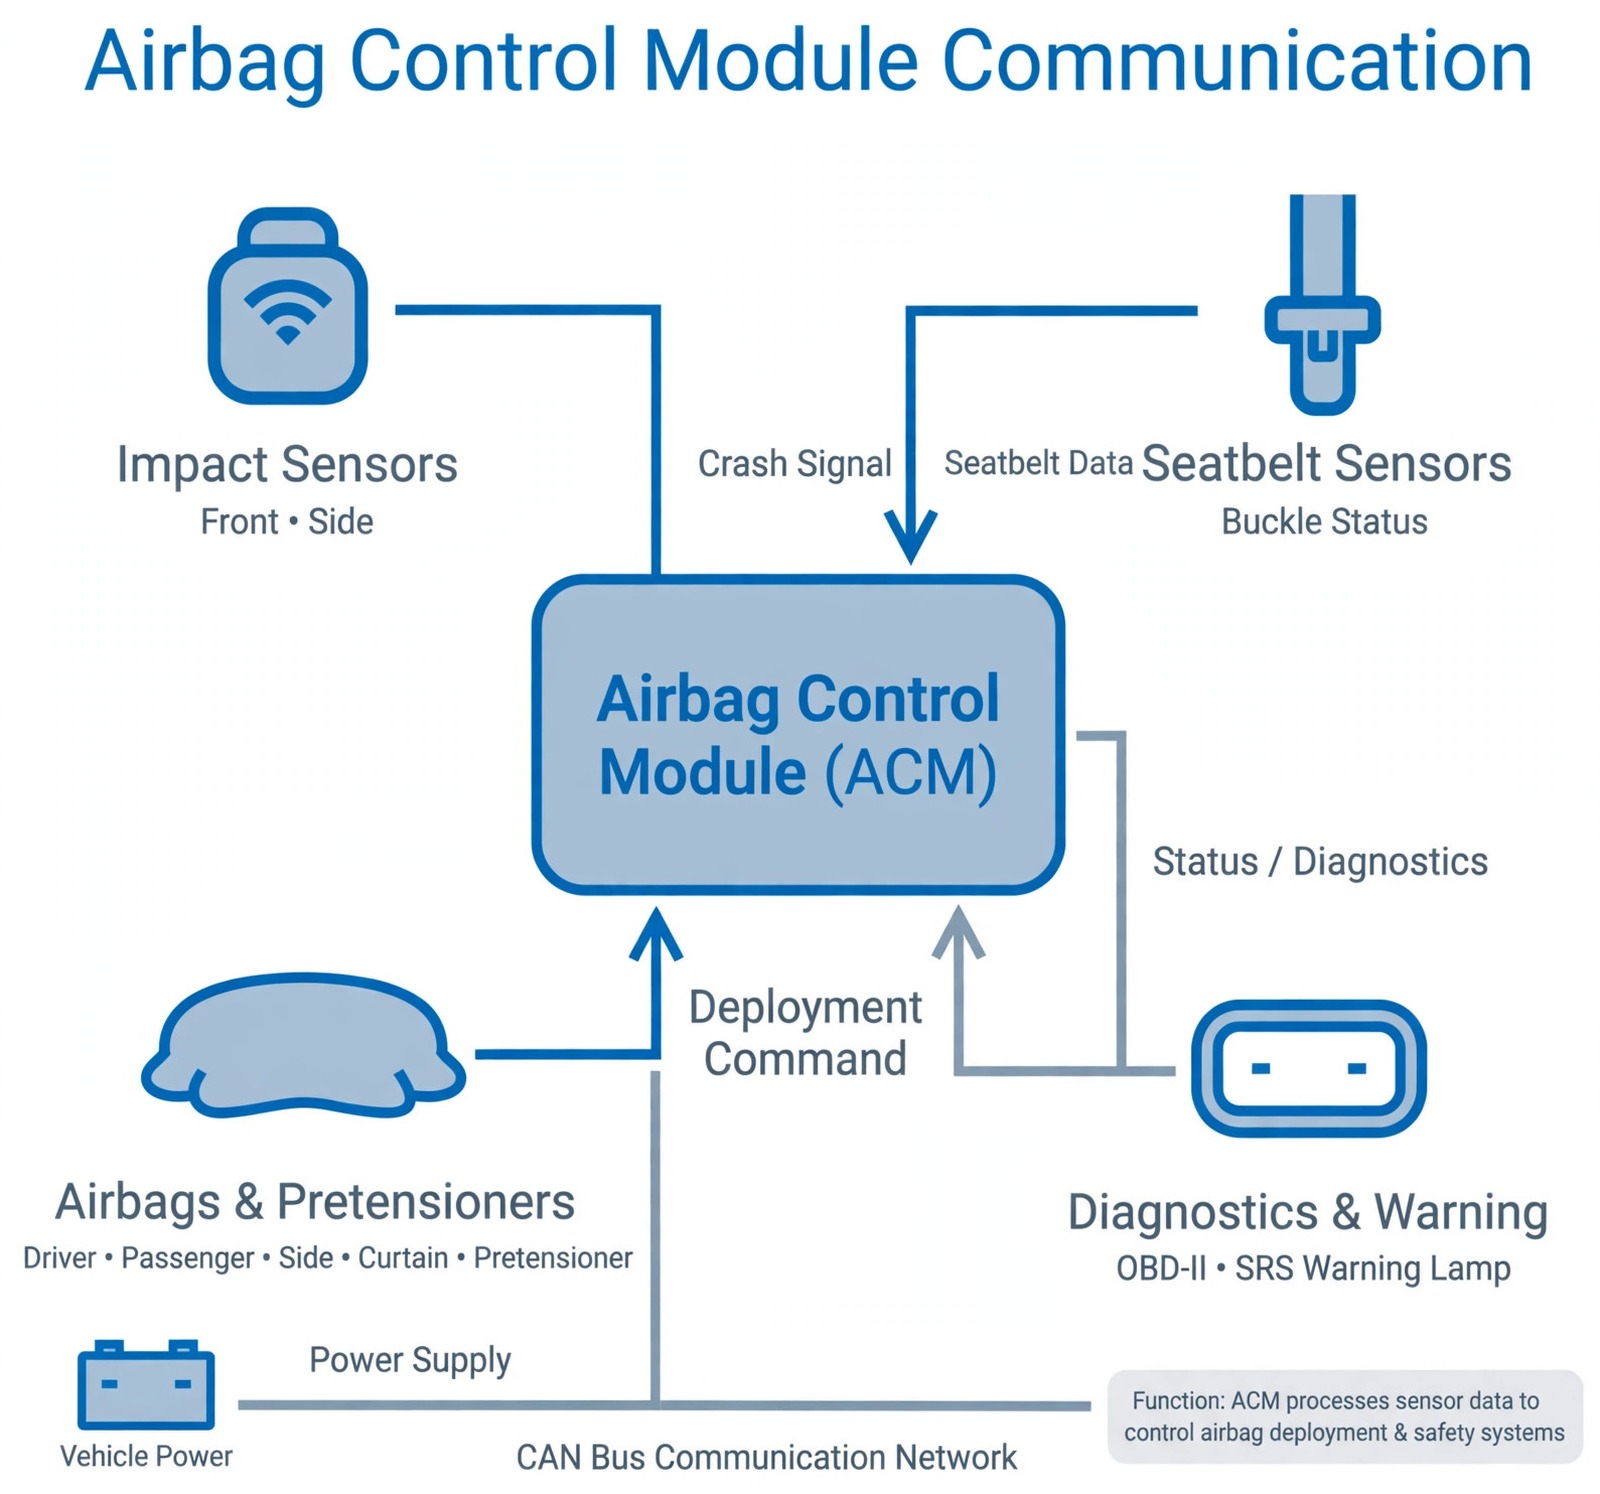 Airbag Control Module Communication
Impact Sensors
Front • Side
Crash Signal
Seatbelt Data
Seatbelt Sensors
Buckle Status
Airbag Control
Module (ACM)
Status / Diagnostics
Deployment
Command
Airbags & Pretensioners
Driver • Passenger • Side • Curtain • Pretensioner
Diagnostics & Warning
OBD-II • SRS Warning Lamp
Power Supply
Vehicle Power
CAN Bus Communication Network
Function: ACM processes sensor data to
control airbag deployment & safety systems